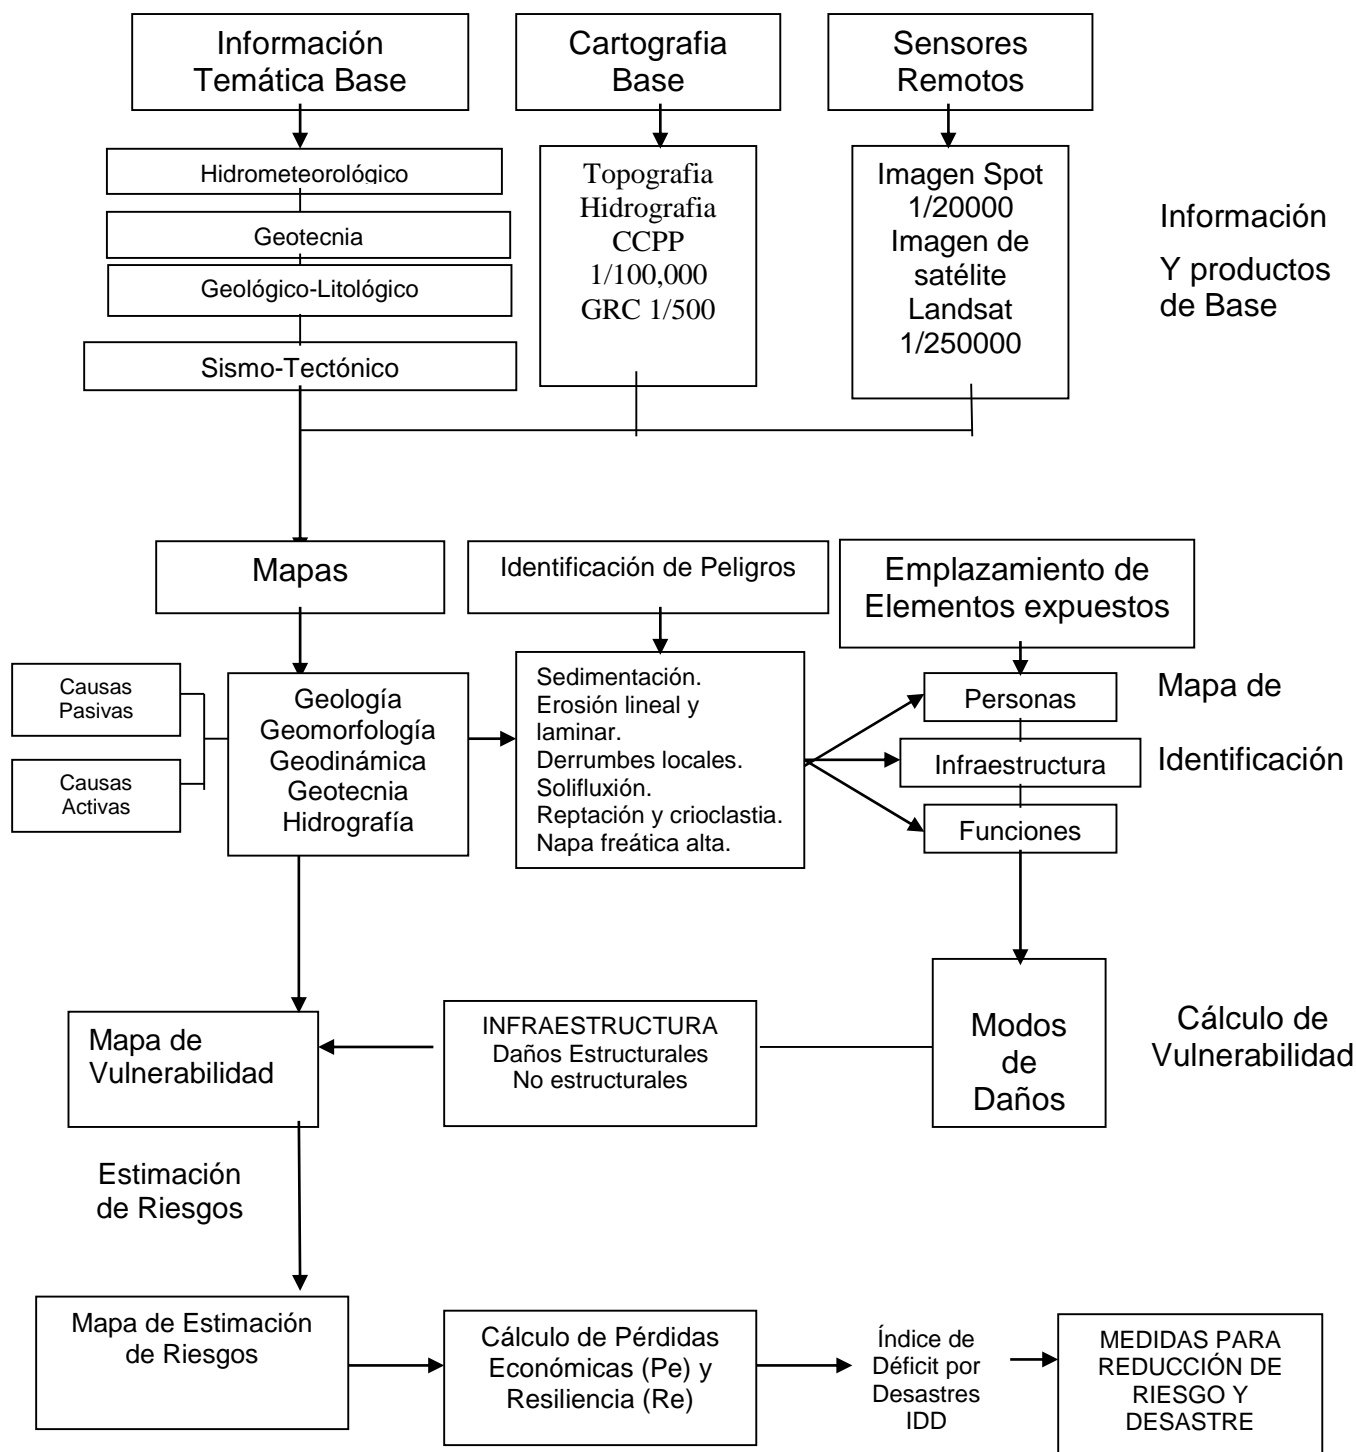 Información
Temática Base
Cartografia
Base
Sensores
Remotos
Hidrometeorológico
Geotecnia
Geológico-Litológico
Sismo-Tectónico
Topografia
Hidrografia
CCPP
1/100,000
GRC 1/500
Imagen Spot
1/20000
Imagen de
satélite
Landsat
1/250000
Información
Y productos
de Base
Mapas
Identificación de Peligros
Emplazamiento de
Elementos expuestos
Causas
Pasivas
Causas
Activas
Geología
Geomorfología
Geodinámica
Geotecnia
Hidrografía
Sedimentación.
Erosión lineal y
laminar.
Derrumbes locales.
Solifluxión.
Reptación y crioclastia.
Napa freática alta.
Personas
Infraestructura
Funciones
Mapa de
Identificación
Mapa de
Vulnerabilidad
INFRAESTRUCTURA
Daños Estructurales
No estructurales
Modos
de
Daños
Cálculo de
Vulnerabilidad
Estimación
de Riesgos
Mapa de Estimación
de Riesgos
Cálculo de Pérdidas
Económicas (Pe) y
Resiliencia (Re)
Índice de
Déficit por
Desastres
IDD
MEDIDAS PARA
REDUCCIÓN DE
RIESGO Y
DESASTRE